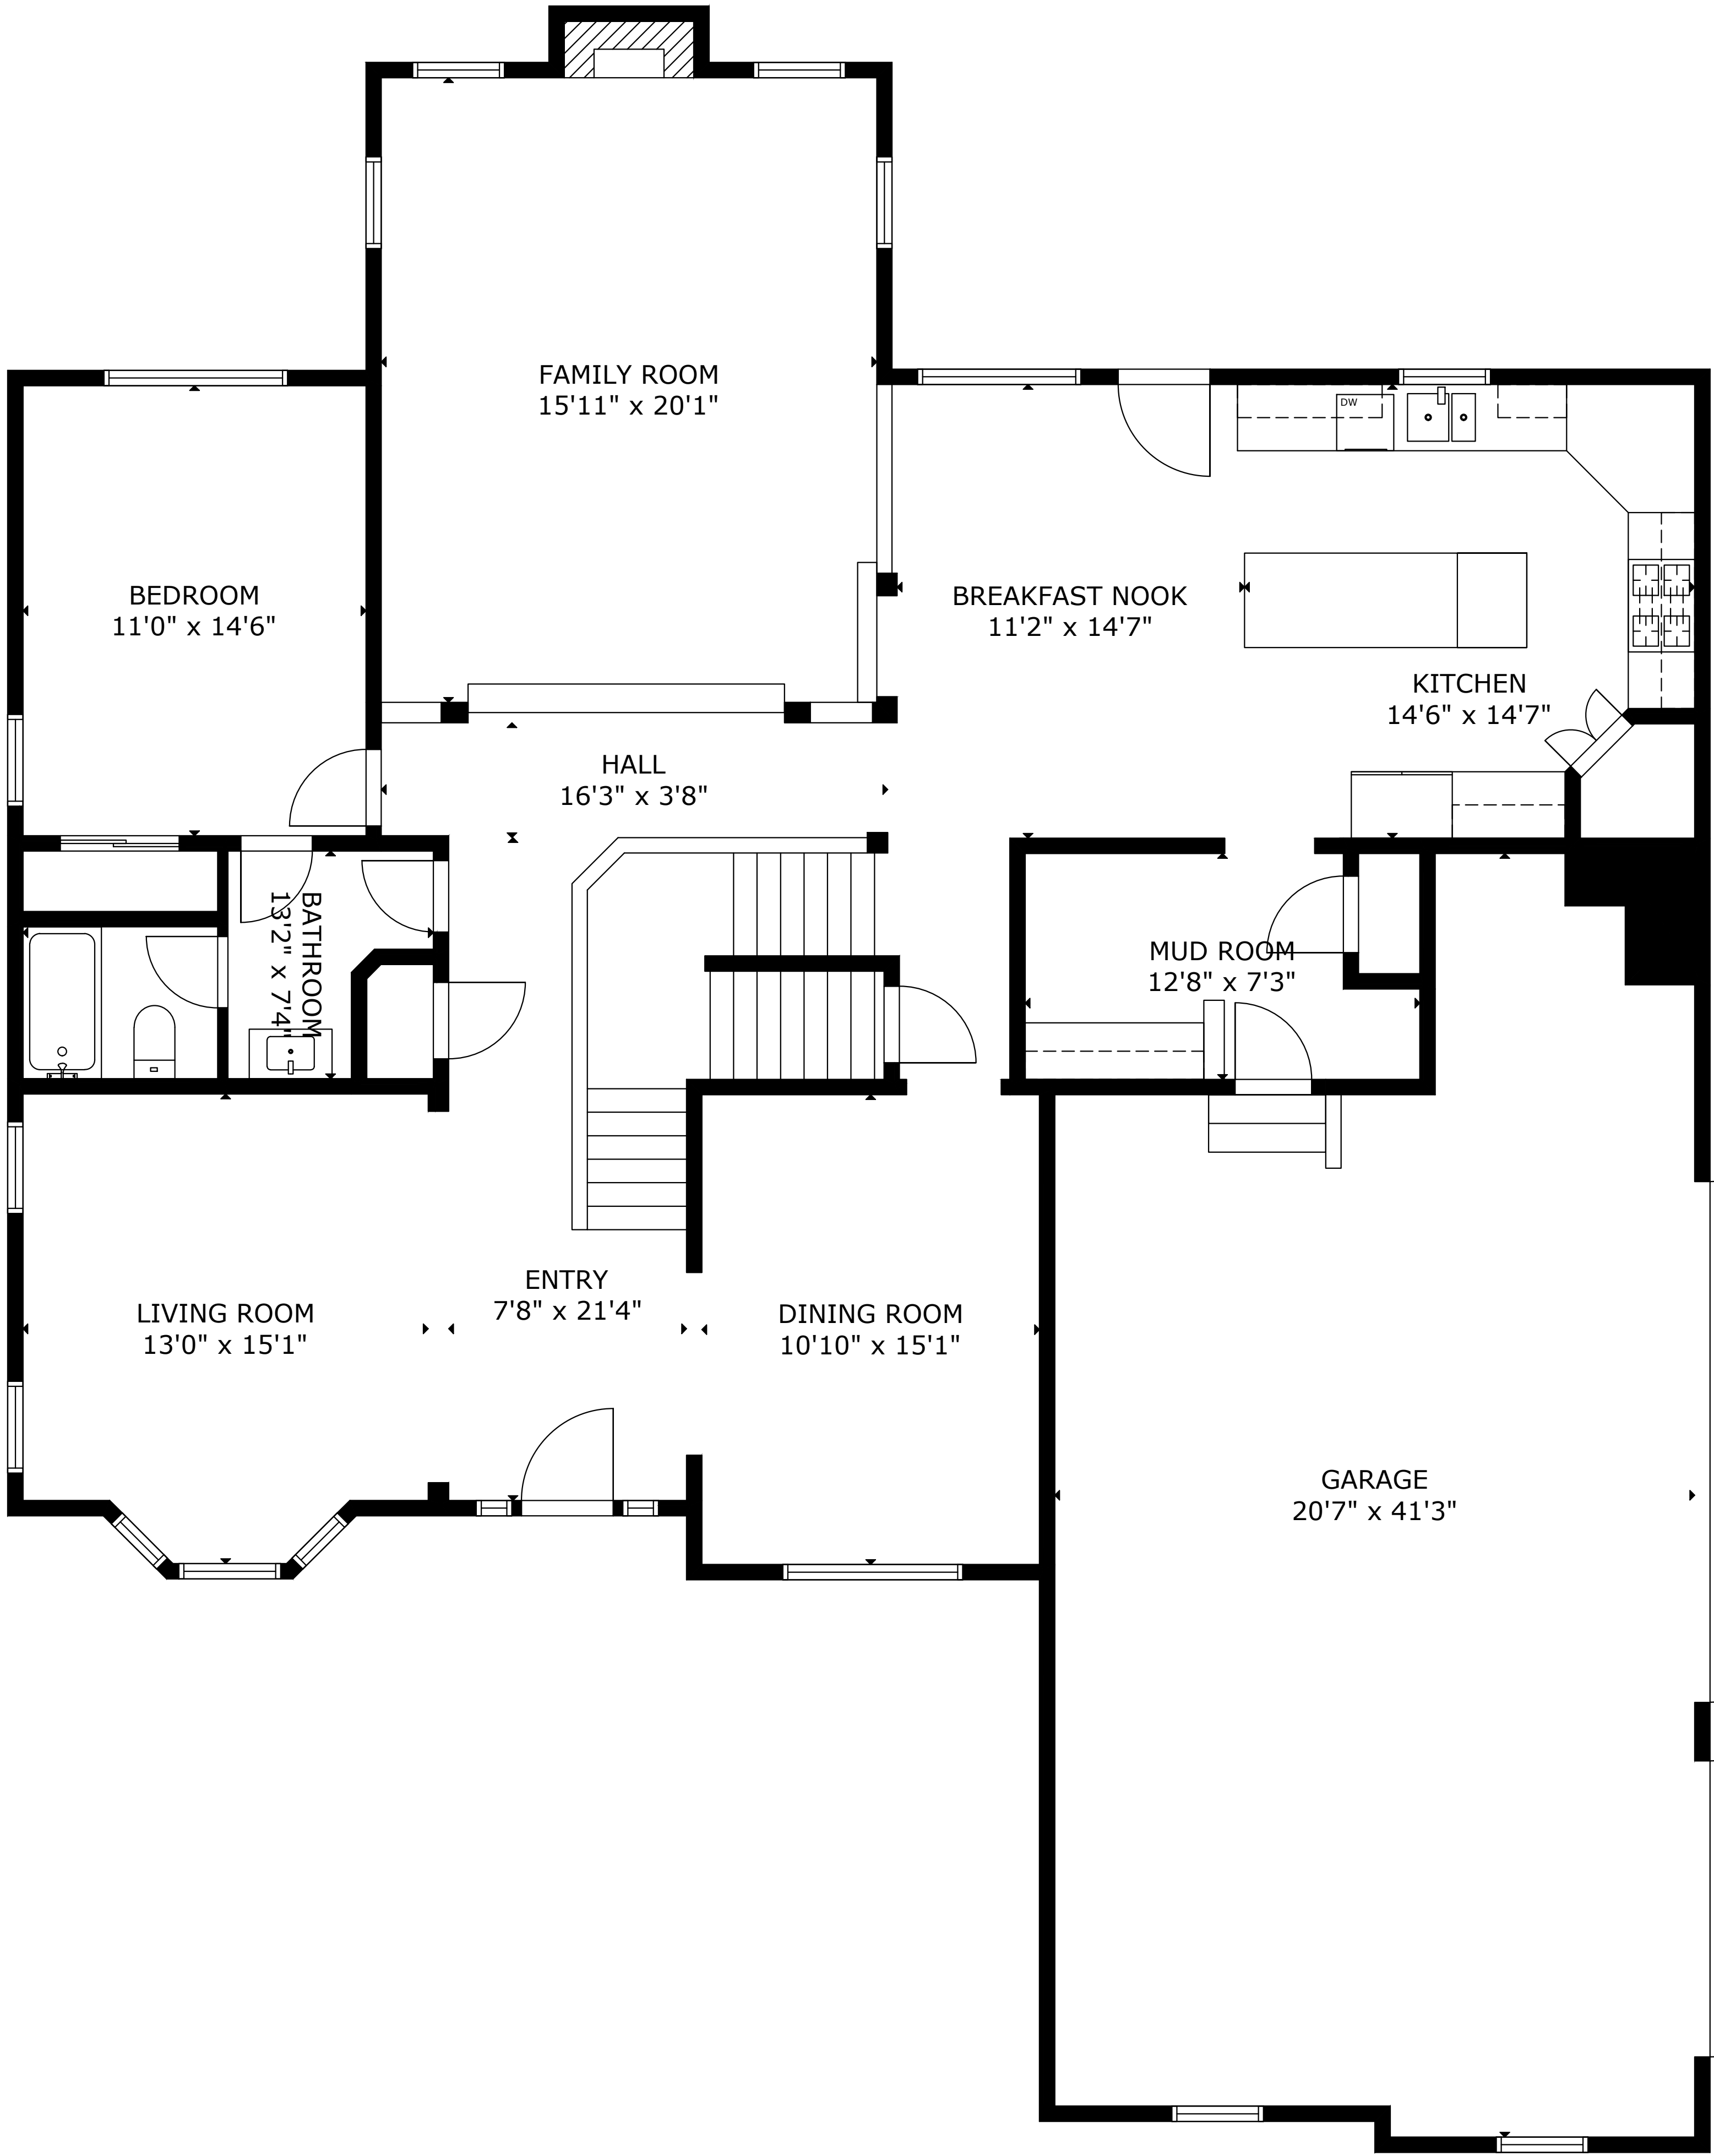 FAMILY ROOM
15'11" x 20'1"
DW
BEDROOM
11'0" x 14'6"
BREAKFAST NOOK
11'2" x 14'7"
KITCHEN
14'6" x 14'7"
HALL
16'3" x 3'8"
BATHROOM
13'2" x 7'4"
MUD ROOM
12'8" x 7'3"
LIVING ROOM
13'0" x 15'1"
ENTRY
7'8" x 21'4"
DINING ROOM
10'10" x 15'1"
GARAGE
20'7" x 41'3"